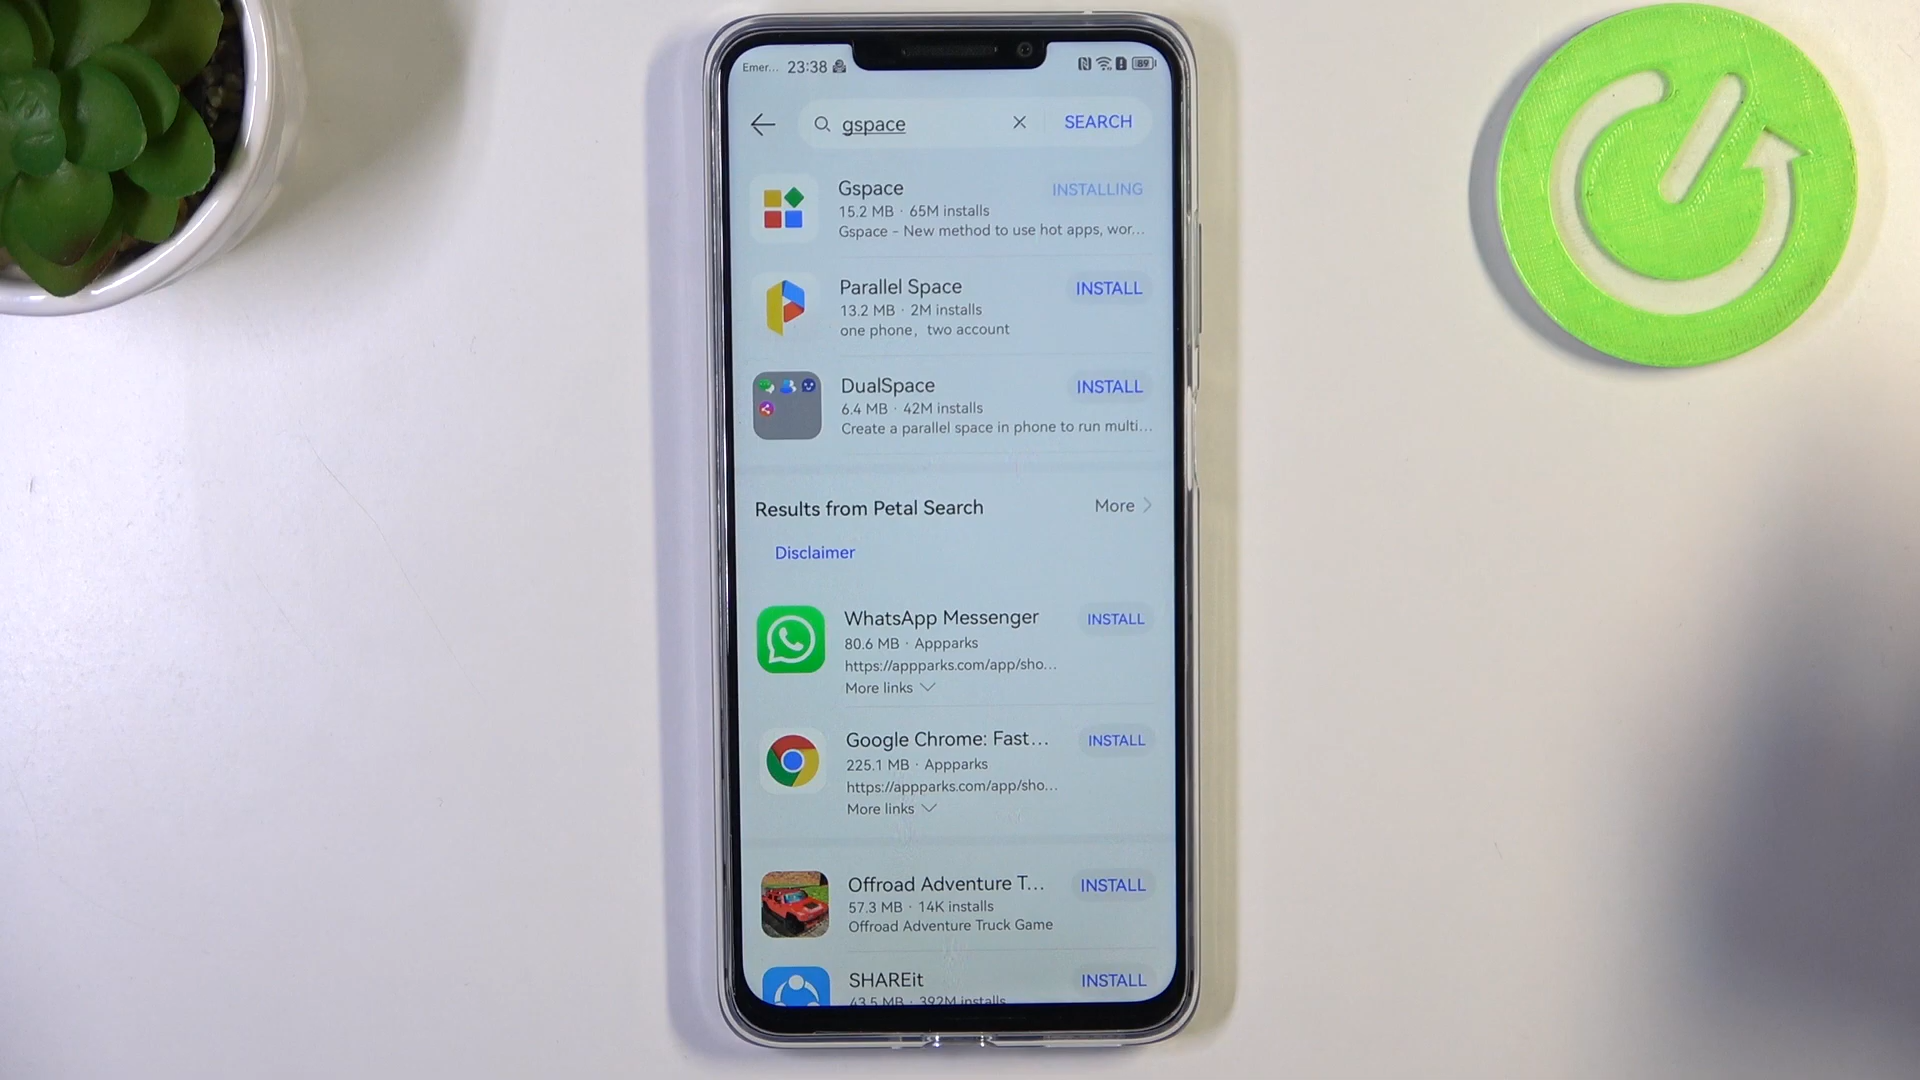 Emer... 23:38 89
gspace SEARCH
Gspace INSTALLING
15.2 MB · 65M installs
Gspace – New method to use hot apps, wor...
Parallel Space INSTALL
13.2 MB · 2M installs
one phone，two account
DualSpace INSTALL
6.4 MB · 42M installs
Create a parallel space in phone to run multi...
Results from Petal Search More
Disclaimer
WhatsApp Messenger INSTALL
80.6 MB · Appparks
https://appparks.com/app/sho...
More links
Google Chrome: Fast... INSTALL
225.1 MB · Appparks
https://appparks.com/app/sho...
More links
Offroad Adventure T... INSTALL
57.3 MB · 14K installs
Offroad Adventure Truck Game
SHAREit INSTALL
43.5 MB · 392M installs